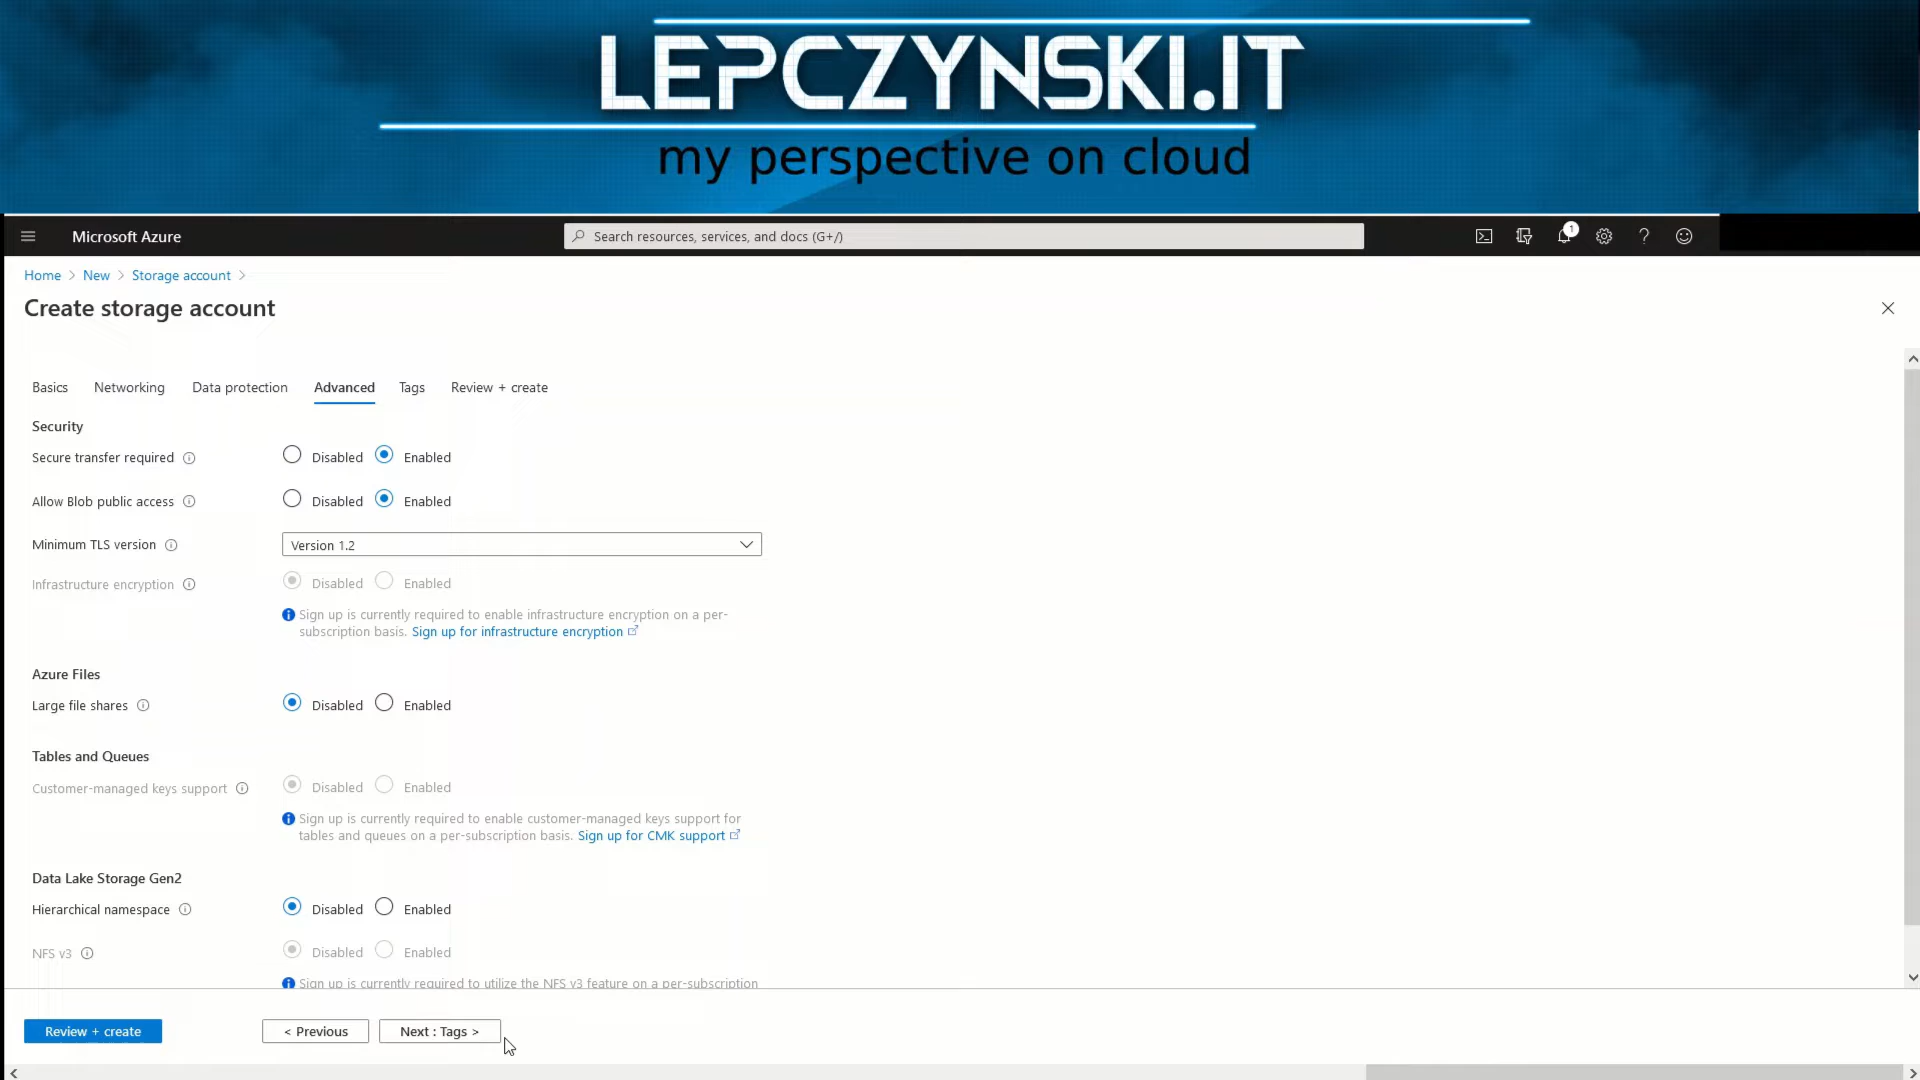 LEPCZYNSKI.IT
my perspective on cloud
Microsoft Azure
Search resources, services, and docs (G+/)
1
Home > New > Storage account >
Create storage account
Basics Networking Data protection Advanced Tags Review + create
Security
Secure transfer required Disabled Enabled
Allow Blob public access Disabled Enabled
Minimum TLS version Version 1.2
Infrastructure encryption Disabled Enabled
Sign up is currently required to enable infrastructure encryption on a per-
subscription basis. Sign up for infrastructure encryption
Azure Files
Large file shares Disabled Enabled
Tables and Queues
Customer-managed keys support Disabled Enabled
Sign up is currently required to enable customer-managed keys support for
tables and queues on a per-subscription basis. Sign up for CMK support
Data Lake Storage Gen2
Hierarchical namespace Disabled Enabled
NFS v3 Disabled Enabled
Sign up is currently required to utilize the NFS v3 feature on a per-subscription
Review + create < Previous Next : Tags >